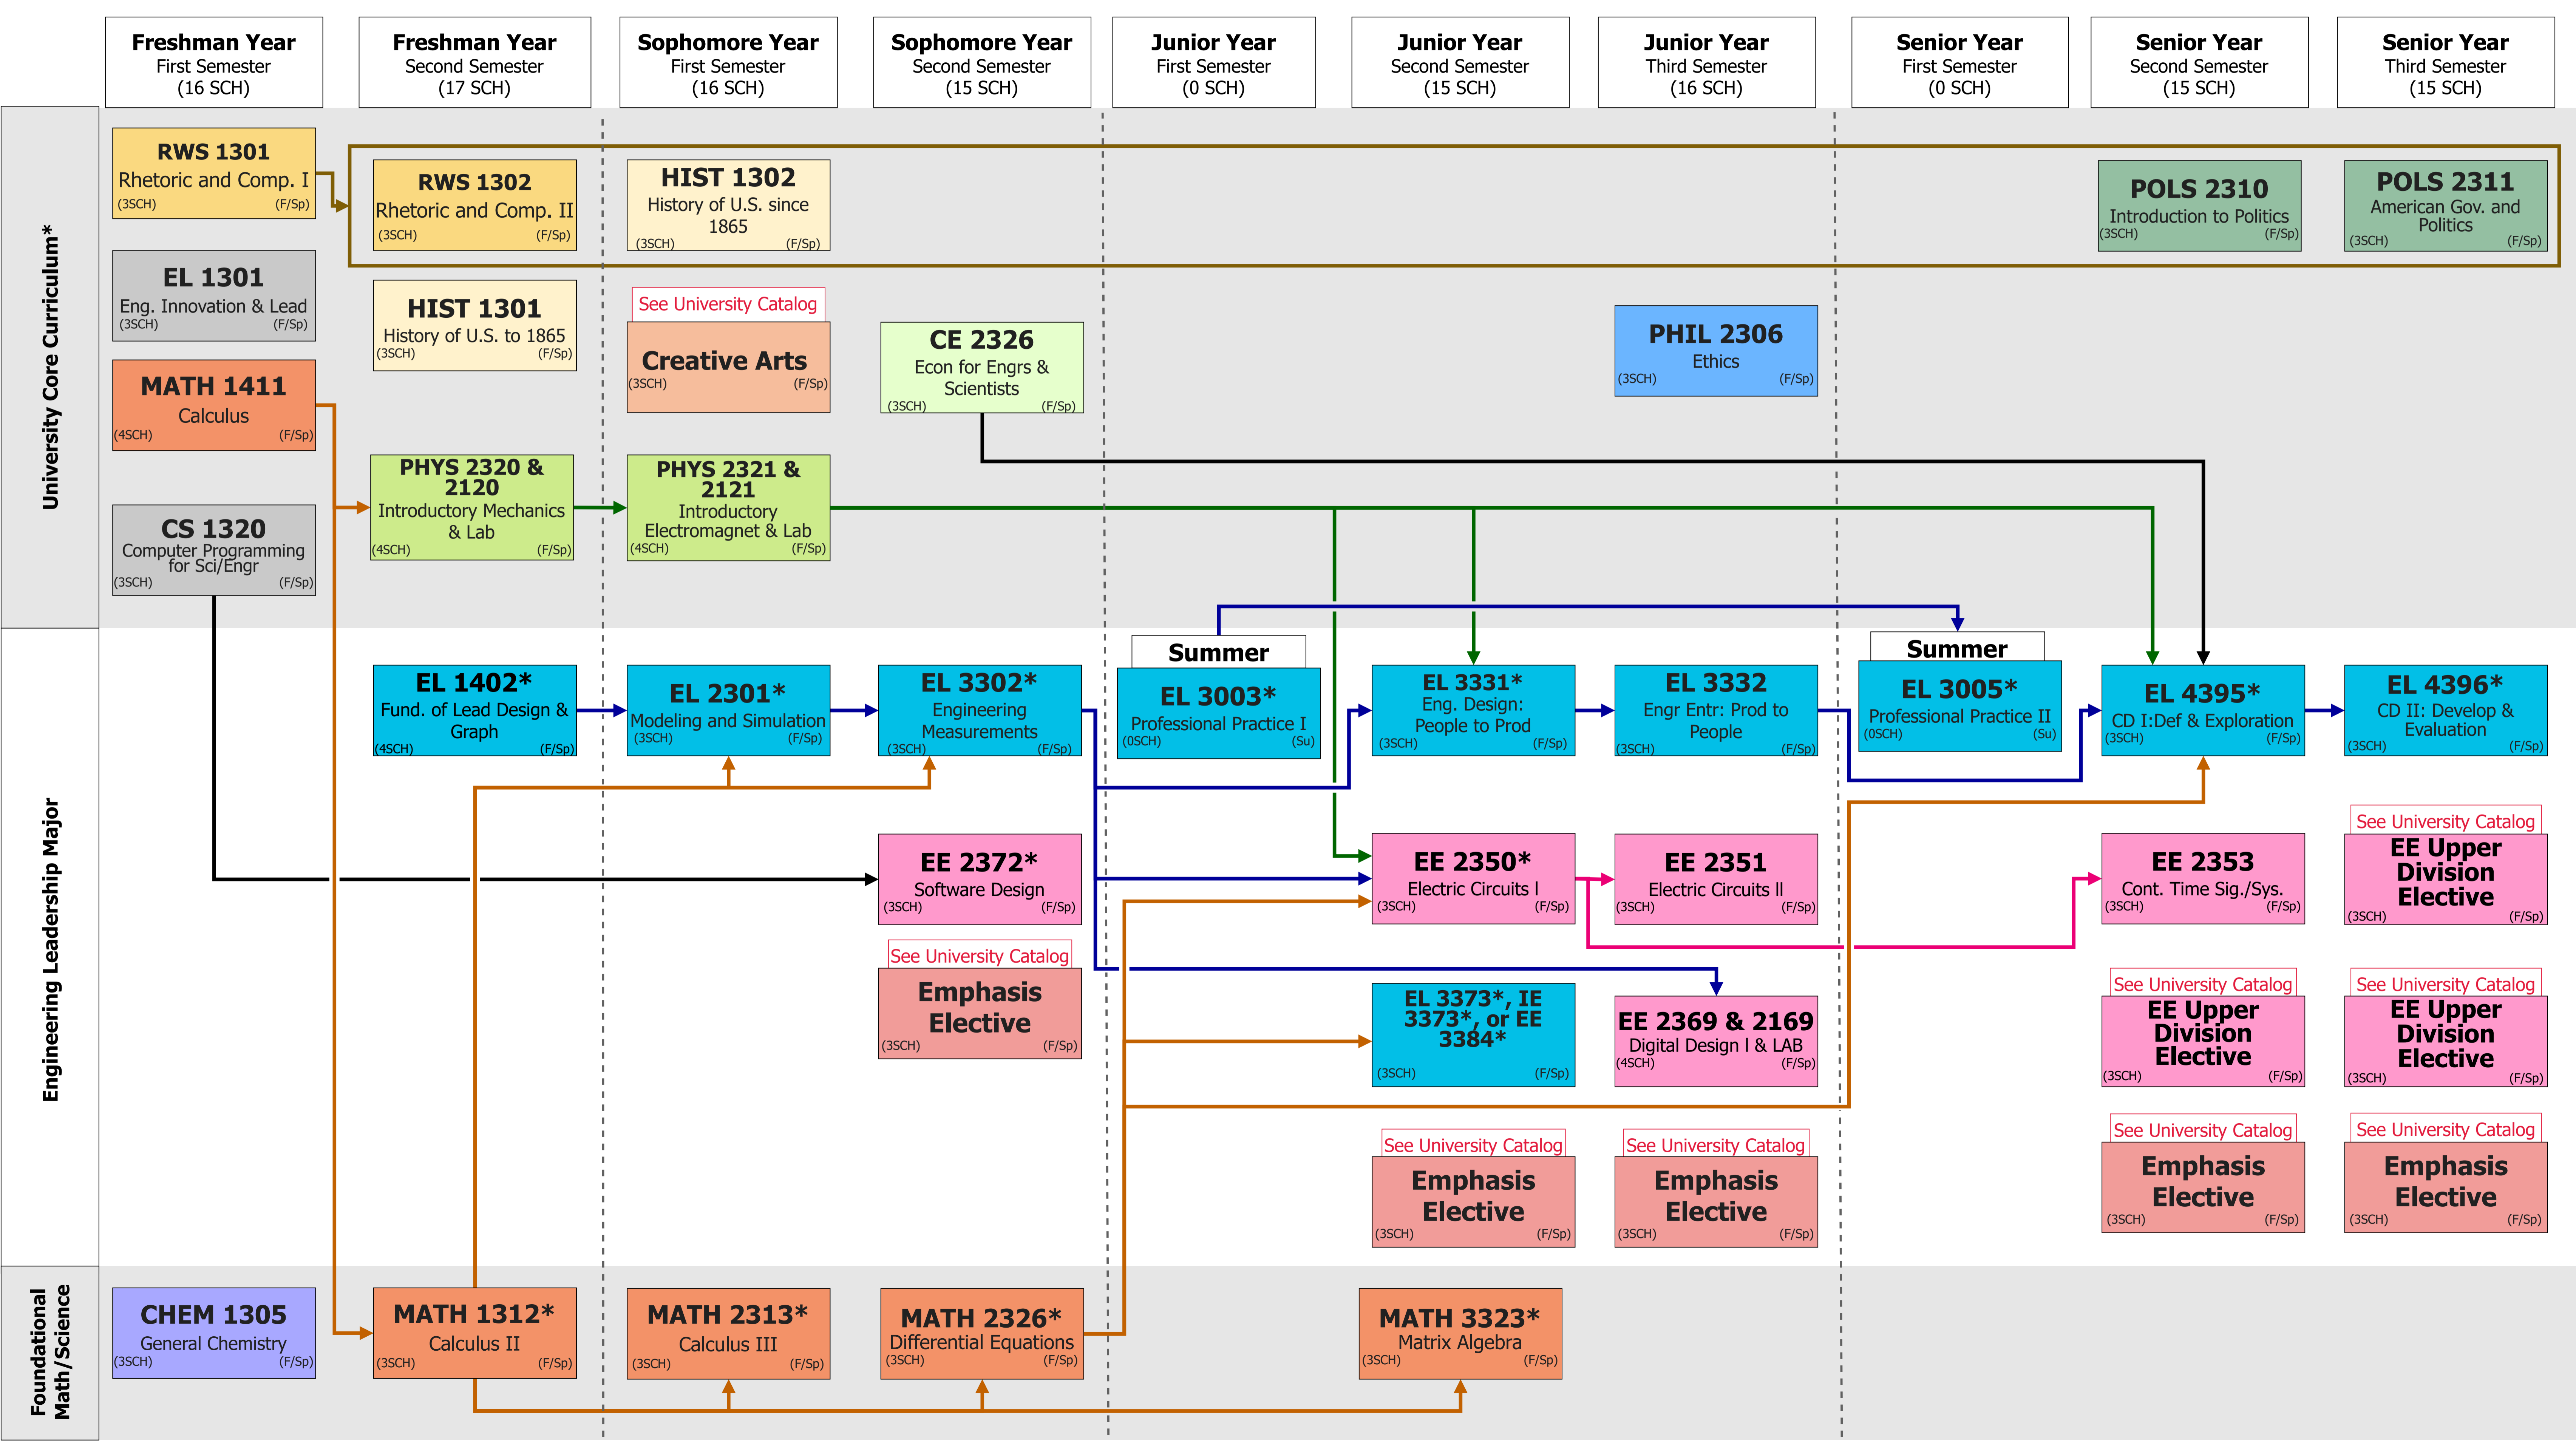 Freshman Year
First Semester
(16 SCH)
Freshman Year
Second Semester
(17 SCH)
Sophomore Year
First Semester
(16 SCH)
Sophomore Year
Second Semester
(15 SCH)
Junior Year
First Semester
(0 SCH)
Junior Year
Second Semester
(15 SCH)
Junior Year
Third Semester
(16 SCH)
Senior Year
First Semester
(0 SCH)
Senior Year
Second Semester
(15 SCH)
Senior Year
Third Semester
(15 SCH)
University Core Curriculum*
RWS 1301
Rhetoric and Comp. I
(3SCH) (F/Sp)
RWS 1302
Rhetoric and Comp. II
(3SCH) (F/Sp)
HIST 1302
History of U.S. since
1865
(3SCH) (F/Sp)
POLS 2310
Introduction to Politics
(3SCH) (F/Sp)
POLS 2311
American Gov. and
Politics
(3SCH) (F/Sp)
EL 1301
Eng. Innovation & Lead
(3SCH) (F/Sp)
HIST 1301
History of U.S. to 1865
(3SCH) (F/Sp)
See University Catalog
Creative Arts
(3SCH) (F/Sp)
CE 2326
Econ for Engrs &
Scientists
(3SCH) (F/Sp)
PHIL 2306
Ethics
(3SCH) (F/Sp)
MATH 1411
Calculus
(4SCH) (F/Sp)
PHYS 2320 &
2120
Introductory Mechanics
& Lab
(4SCH) (F/Sp)
PHYS 2321 &
2121
Introductory
Electromagnet & Lab
(4SCH) (F/Sp)
CS 1320
Computer Programming
for Sci/Engr
(3SCH) (F/Sp)
Engineering Leadership Major
EL 1402*
Fund. of Lead Design &
Graph
(4SCH) (F/Sp)
EL 2301*
Modeling and Simulation
(3SCH) (F/Sp)
EL 3302*
Engineering
Measurements
(3SCH) (F/Sp)
Summer
EL 3003*
Professional Practice I
(0SCH) (Su)
EL 3331*
Eng. Design:
People to Prod
(3SCH) (F/Sp)
EL 3332
Engr Entr: Prod to
People
(3SCH) (F/Sp)
Summer
EL 3005*
Professional Practice II
(0SCH) (Su)
EL 4395*
CD I:Def & Exploration
(3SCH) (F/Sp)
EL 4396*
CD II: Develop &
Evaluation
(3SCH) (F/Sp)
EE 2372*
Software Design
(3SCH) (F/Sp)
EE 2350*
Electric Circuits l
(3SCH) (F/Sp)
EE 2351
Electric Circuits ll
(3SCH) (F/Sp)
EE 2353
Cont. Time Sig./Sys.
(3SCH) (F/Sp)
See University Catalog
EE Upper
Division
Elective
(3SCH) (F/Sp)
See University Catalog
Emphasis
Elective
(3SCH) (F/Sp)
EL 3373*, IE
3373*, or EE
3384*
(3SCH) (F/Sp)
EE 2369 & 2169
Digital Design l & LAB
(4SCH) (F/Sp)
See University Catalog
EE Upper
Division
Elective
(3SCH) (F/Sp)
See University Catalog
EE Upper
Division
Elective
(3SCH) (F/Sp)
See University Catalog
Emphasis
Elective
(3SCH) (F/Sp)
See University Catalog
Emphasis
Elective
(3SCH) (F/Sp)
See University Catalog
Emphasis
Elective
(3SCH) (F/Sp)
See University Catalog
Emphasis
Elective
(3SCH) (F/Sp)
Foundational
Math/Science
CHEM 1305
General Chemistry
(3SCH) (F/Sp)
MATH 1312*
Calculus II
(3SCH) (F/Sp)
MATH 2313*
Calculus III
(3SCH) (F/Sp)
MATH 2326*
Differential Equations
(3SCH) (F/Sp)
MATH 3323*
Matrix Algebra
(3SCH) (F/Sp)